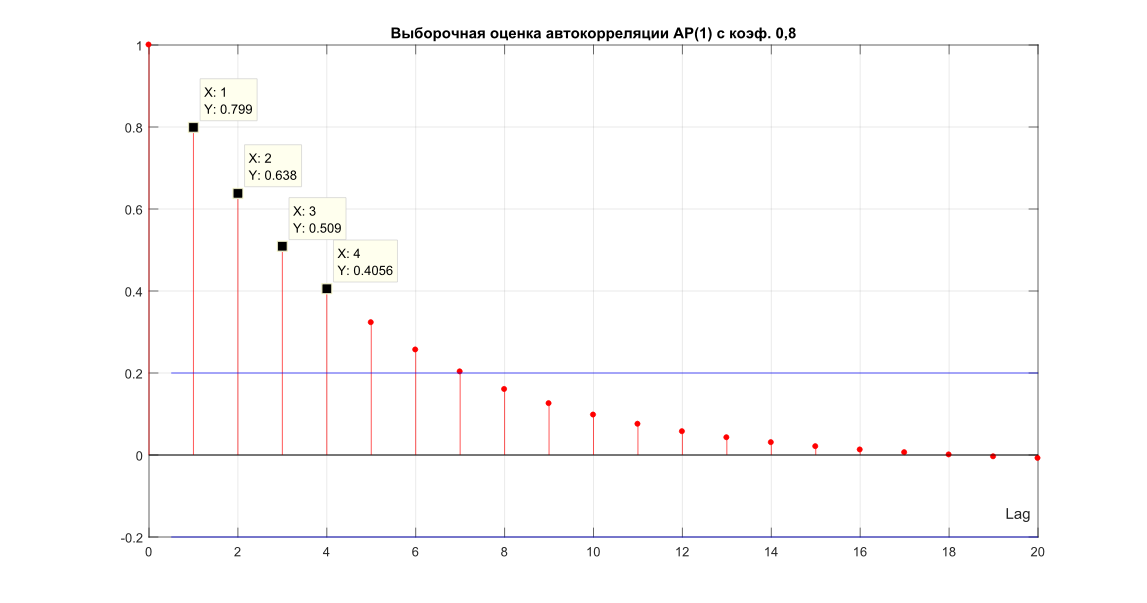 Выборочная оценка автокорреляции АР(1) с коэф. 0,8
1
X: 1
Y: 0.799
0.8
X: 2
Y: 0.638
0.6
X: 3
Y: 0.509
X: 4
Y: 0.4056
0.4
0.2
0
Lag
-0.2
0 2 4 6 8 10 12 14 16 18 20